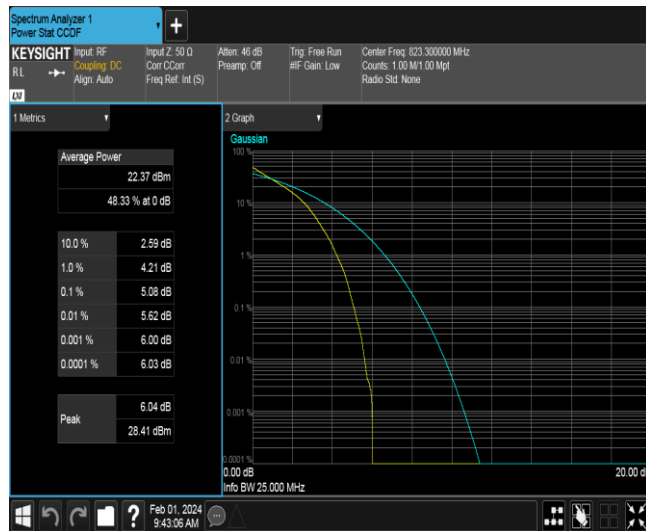 Spectrum Analyzer 1
Power Stat CCDF
+
KEYSIGHT
RL
LXI
Input: RF
Coupling: DC
Align: Auto
Input Z: 50 Ω
Corr CCorr
Freq Ref: Int (S)
Atten: 46 dB
Preamp: Off
Trig: Free Run
#IF Gain: Low
Center Freq: 823.300000 MHz
Counts: 1.00 M/1.00 Mpt
Radio Std: None
1 Metrics
Average Power
22.37 dBm
48.33 % at 0 dB
10.0 % 2.59 dB
1.0 % 4.21 dB
0.1 % 5.08 dB
0.01 % 5.62 dB
0.001 % 6.00 dB
0.0001 % 6.03 dB
Peak
6.04 dB
28.41 dBm
2 Graph
Gaussian
100 %
10 %
1 %
0.1 %
0.01 %
0.001 %
0.0001 %
0.00 dB 20.00 d
Info BW 25.000 MHz
?
Feb 01, 2024
9:43:06 AM